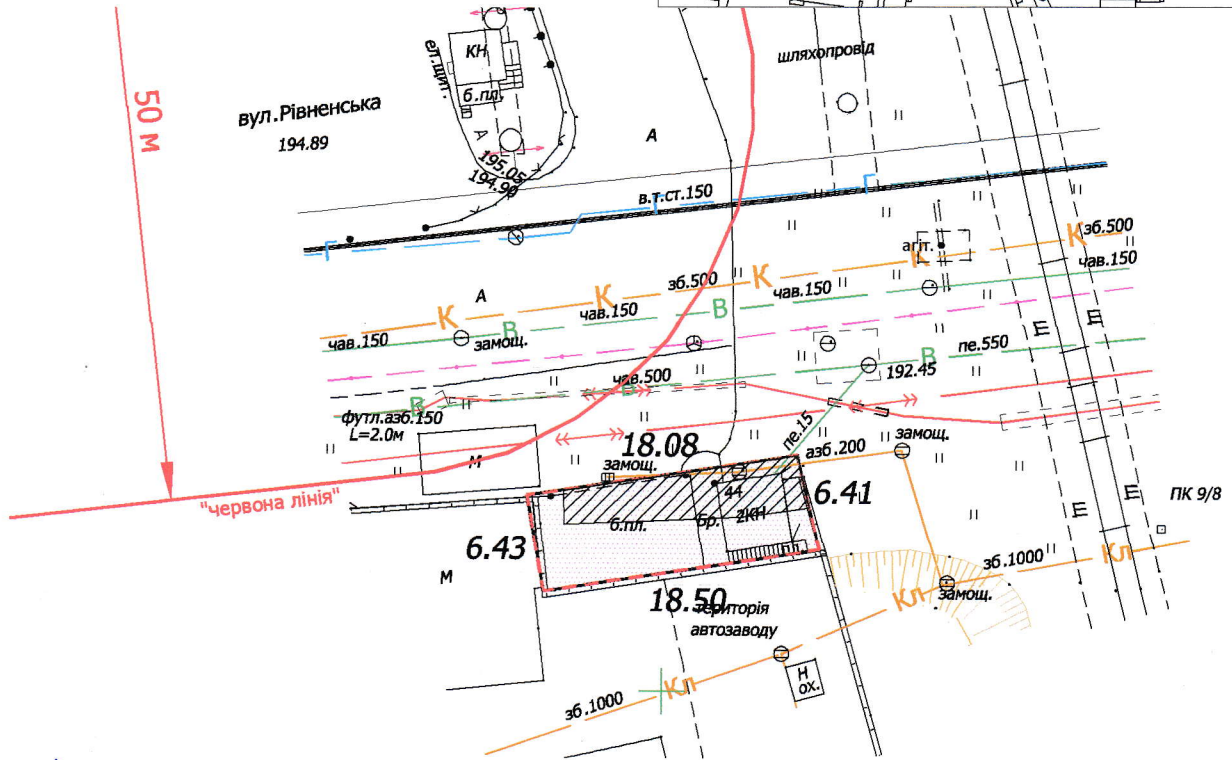 50 м
вул.Рівненська
194.89
ел.щит.
КН
б.пл.
А
195.05
194.90
А
шляхопровід
в.т.ст.150
Г
Г
Г
агіт.
зб.500
К
К
К
К
К
зб.500
чав.150
чав.150
чав.150
чав.150
А
В
В
замощ.
пе.550
В
192.45
чав.500
В
В
футл.азб.150
L=2.0м
М
18.08
замощ.
пе.15
азб.200
замощ.
"червона лінія"
44
6.41
6.43
б.пл.
бр.
2КН
М
18.50
територія
автозаводу
зб.1000
Кл
Кл
замощ.
ПК 9/8
Н
ох.
Кл
зб.1000
Ш
Ш
Ш
Ш